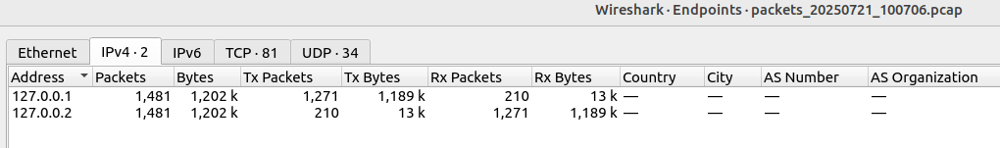 Wireshark · Endpoints · packets_20250721_100706.pcap
Ethernet IPv4 · 2 IPv6 TCP · 81 UDP · 34
Address Packets Bytes Tx Packets Tx Bytes Rx Packets Rx Bytes Country City AS Number AS Organization
127.0.0.1 1,481 1,202 k 1,271 1,189 k 210 13 k — — — —
127.0.0.2 1,481 1,202 k 210 13 k 1,271 1,189 k — — — —